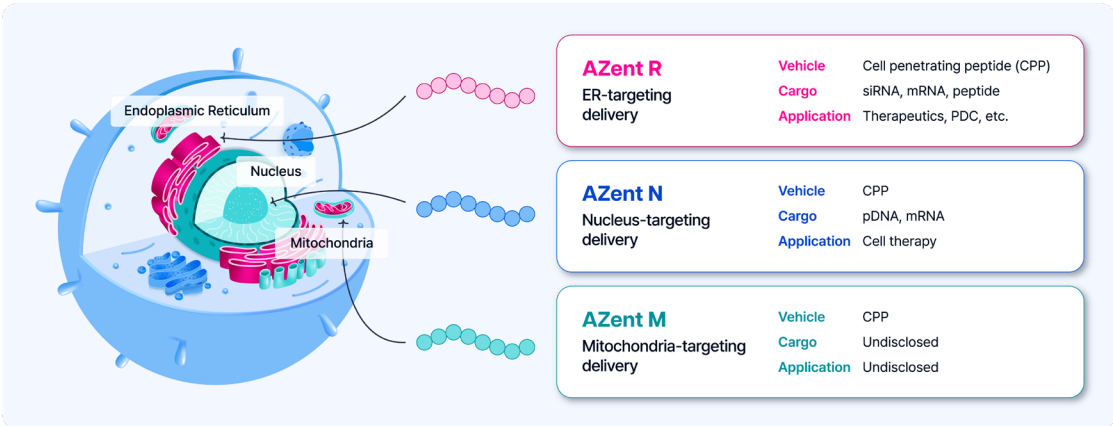 Endoplasmic Reticulum
Nucleus
Mitochondria
AZent R
ER-targeting
delivery
Vehicle Cell penetrating peptide (CPP)
Cargo siRNA, mRNA, peptide
Application Therapeutics, PDC, etc.
AZent N
Nucleus-targeting
delivery
Vehicle CPP
Cargo pDNA, mRNA
Application Cell therapy
AZent M
Mitochondria-targeting
delivery
Vehicle CPP
Cargo Undisclosed
Application Undisclosed